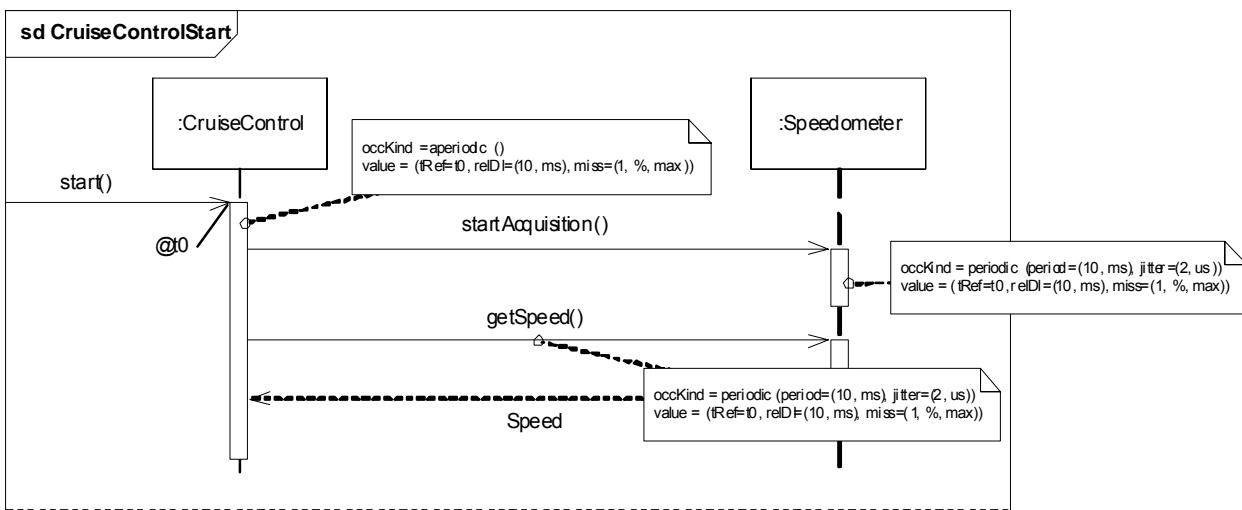 sd CruiseControlStart
:CruiseControl
:Speedometer
occKind =aperiodc ()
value = (tRef=t0, relDl=(10, ms), miss=(1, %, max))
start()
@t0
startAcquisition()
occKind = periodic (period=(10, ms), jitter=(2, us))
value = (tRef=t0, relDl=(10, ms), miss=(1, %, max))
getSpeed()
occKind = periodic (period=(10, ms), jitter=(2, us))
value = (tRef=t0, relDl=(10, ms), miss=(1, %, max))
Speed